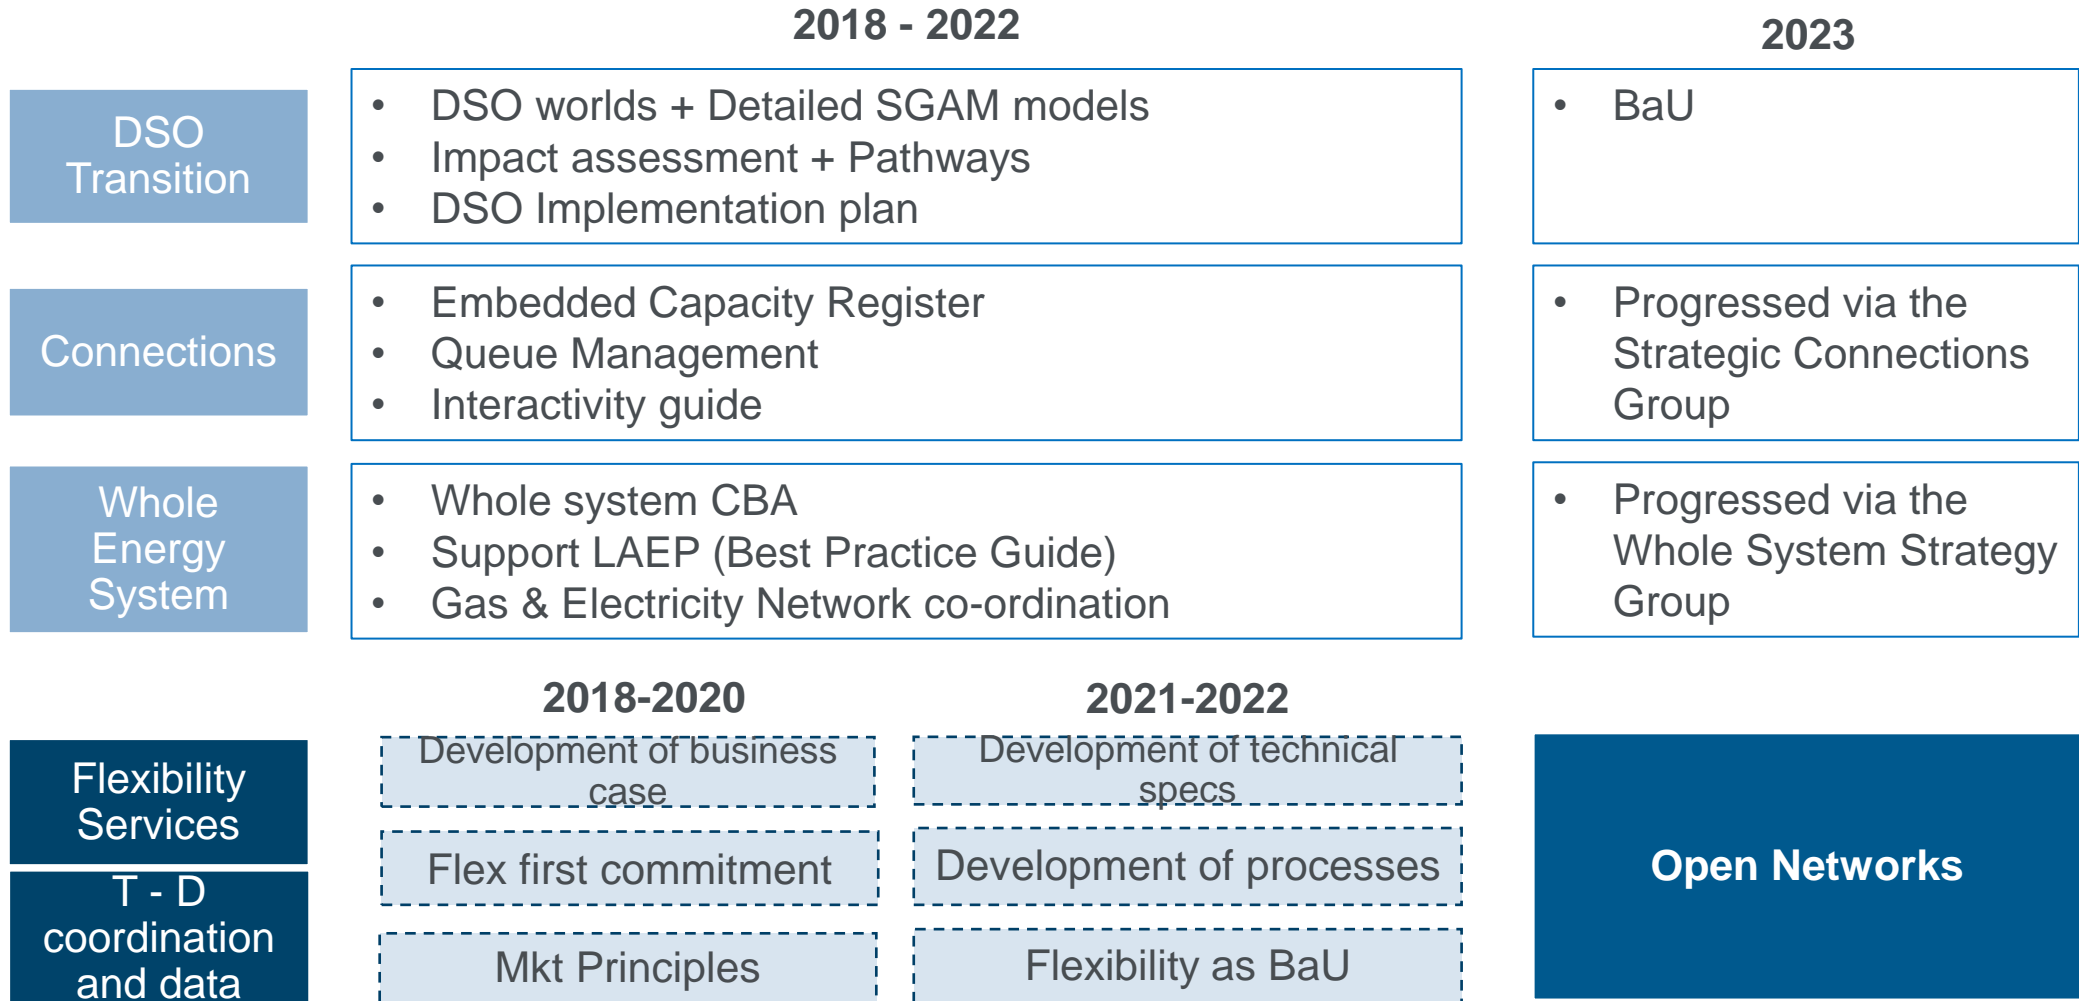 2018 - 2022
2023
DSO
Transition
• DSO worlds + Detailed SGAM models
• Impact assessment + Pathways
• DSO Implementation plan
• BaU
Connections
• Embedded Capacity Register
• Queue Management
• Interactivity guide
• Progressed via the
Strategic Connections
Group
Whole
Energy
System
• Whole system CBA
• Support LAEP (Best Practice Guide)
• Gas & Electricity Network co-ordination
• Progressed via the
Whole System Strategy
Group
2018-2020
2021-2022
Flexibility
Services
Development of business
case
Development of technical
specs
Flex first commitment
Development of processes
Open Networks
T - D
coordination
and data
Mkt Principles
Flexibility as BaU